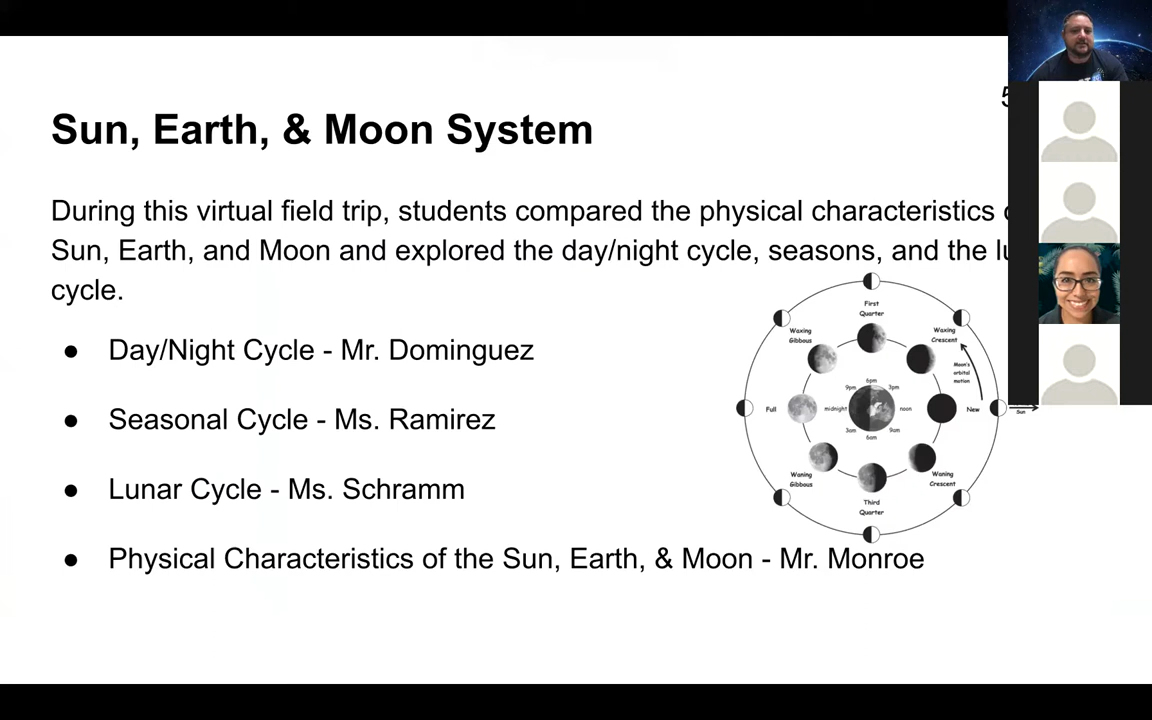 Sun, Earth, & Moon System
During this virtual field trip, students compared the physical characteristics
Sun, Earth, and Moon and explored the day/night cycle, seasons, and the
cycle.
● Day/Night Cycle - Mr. Dominguez
● Seasonal Cycle - Ms. Ramirez
● Lunar Cycle - Ms. Schramm
● Physical Characteristics of the Sun, Earth, & Moon - Mr. Monroe
First
Quarter
Waxing
Gibbous
Waxing
Crescent
Moon's
orbital
motion
6pm
9pm
3pm
Full
midnight
noon
New
Sun
3am
9am
6am
Waning
Gibbous
Waning
Crescent
Third
Quarter